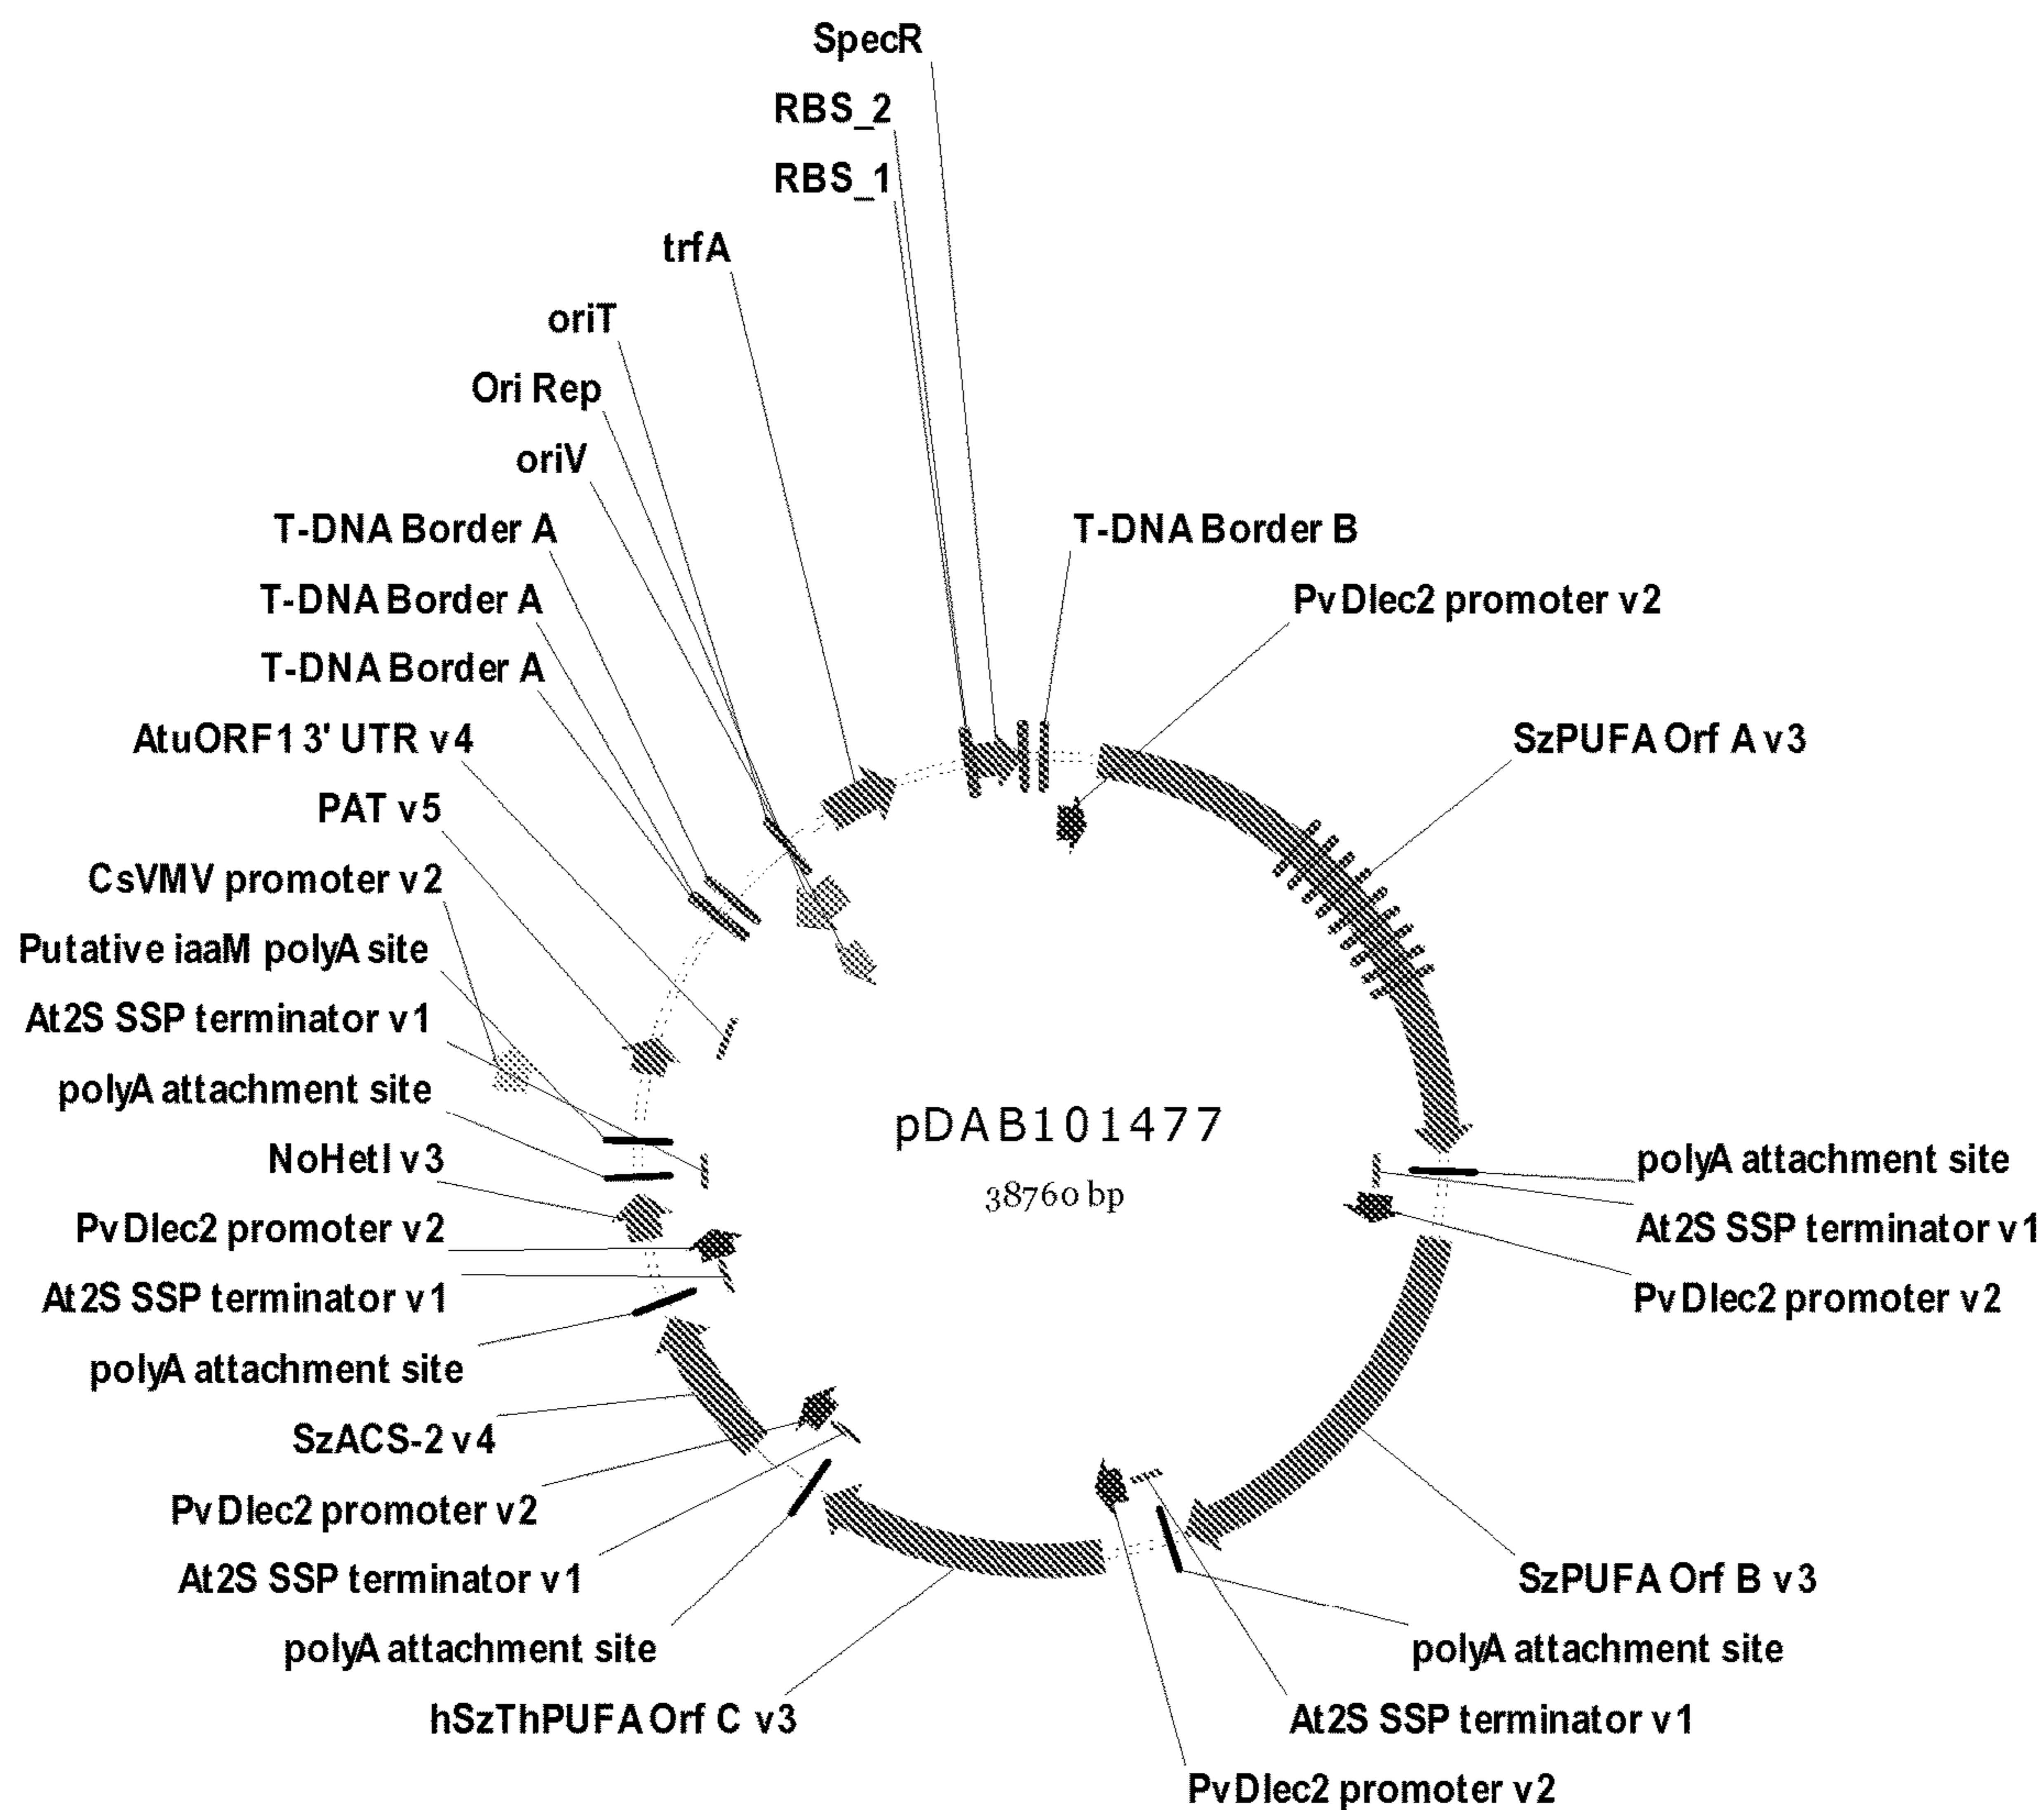 SpecR
RBS_2
RBS_1
trfA
oriT
Ori Rep
oriV
T-DNA Border A
T-DNA Border B
T-DNA Border A
PvDlec2 promoter v2
T-DNA Border A
AtuORF1 3' UTR v4
SzPUFA Orf A v3
PAT v5
CsVMV promoter v2
Putative iaaM polyA site
At2S SSP terminator v1
polyA attachment site
pDAB101477
NoHetI v3
polyA attachment site
38760 bp
PvDlec2 promoter v2
At2S SSP terminator v1
At2S SSP terminator v1
PvDlec2 promoter v2
polyA attachment site
SzACS-2 v4
PvDlec2 promoter v2
At2S SSP terminator v1
SzPUFA Orf B v3
polyA attachment site
polyA attachment site
hSzThPUFA Orf C v3
At2S SSP terminator v1
PvDlec2 promoter v2